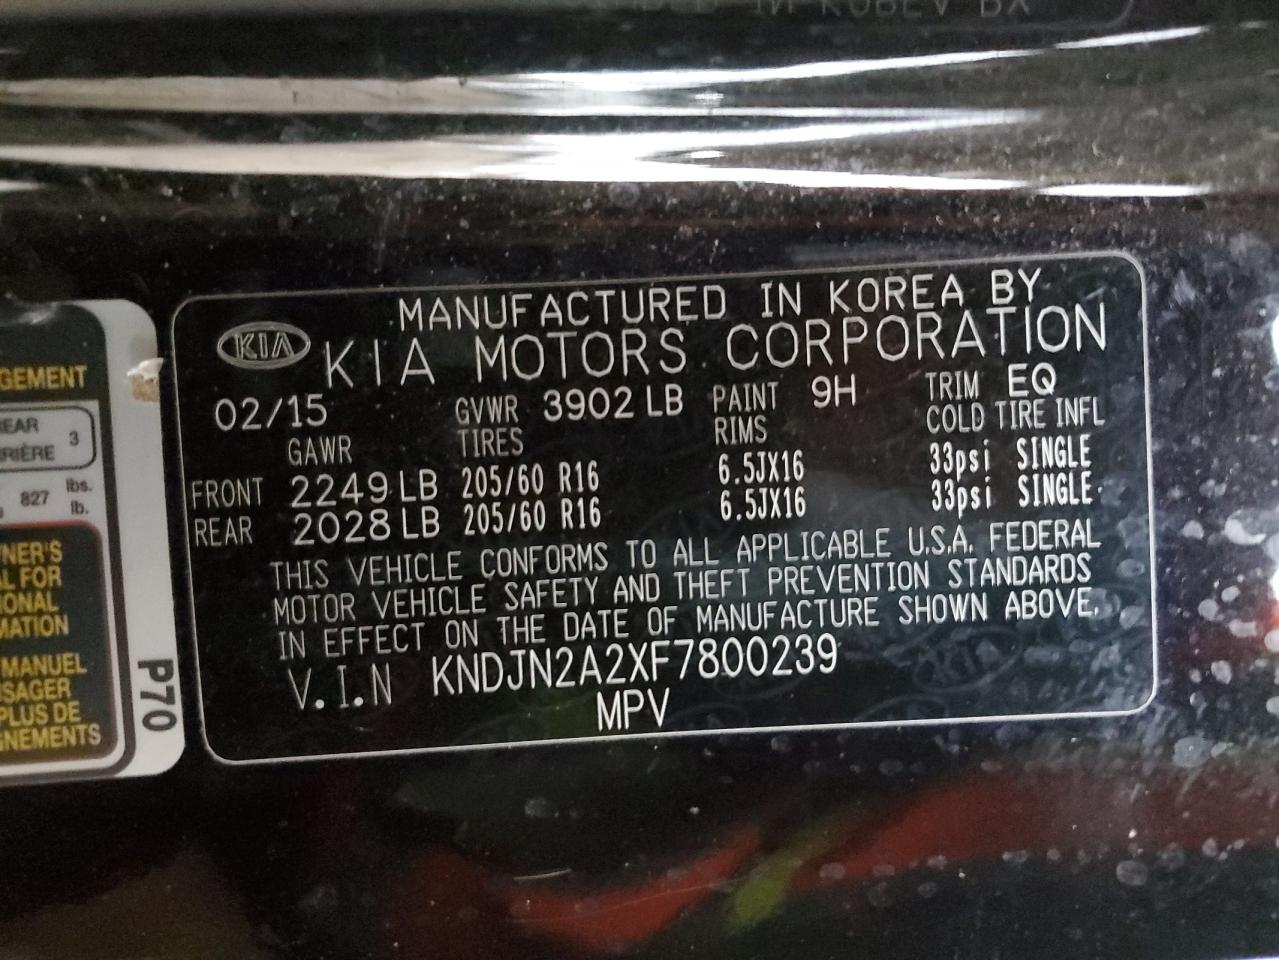 MANUFACTURED IN KOREA BY
KIA KIA MOTORS CORPORATION
02/15 GVWR 3902 LB PAINT 9H TRIM EQ
GAWR TIRES RIMS COLD TIRE INFL
FRONT 2249 LB 205/60 R16 6.5JX16 33psi SINGLE
REAR 2028 LB 205/60 R16 6.5JX16 33psi SINGLE
THIS VEHICLE CONFORMS TO ALL APPLICABLE U.S.A. FEDERAL
MOTOR VEHICLE SAFETY AND THEFT PREVENTION STANDARDS
IN EFFECT ON THE DATE OF MANUFACTURE SHOWN ABOVE.
V.I.N KNDJN2A2XF7800239
MPV
GEMENT
EAR 3
RIÈRE
827 lbs.
lb.
NER'S
L FOR
IONAL
MATION
MANUEL
SAGER
PLUS DE
GNEMENTS
P70